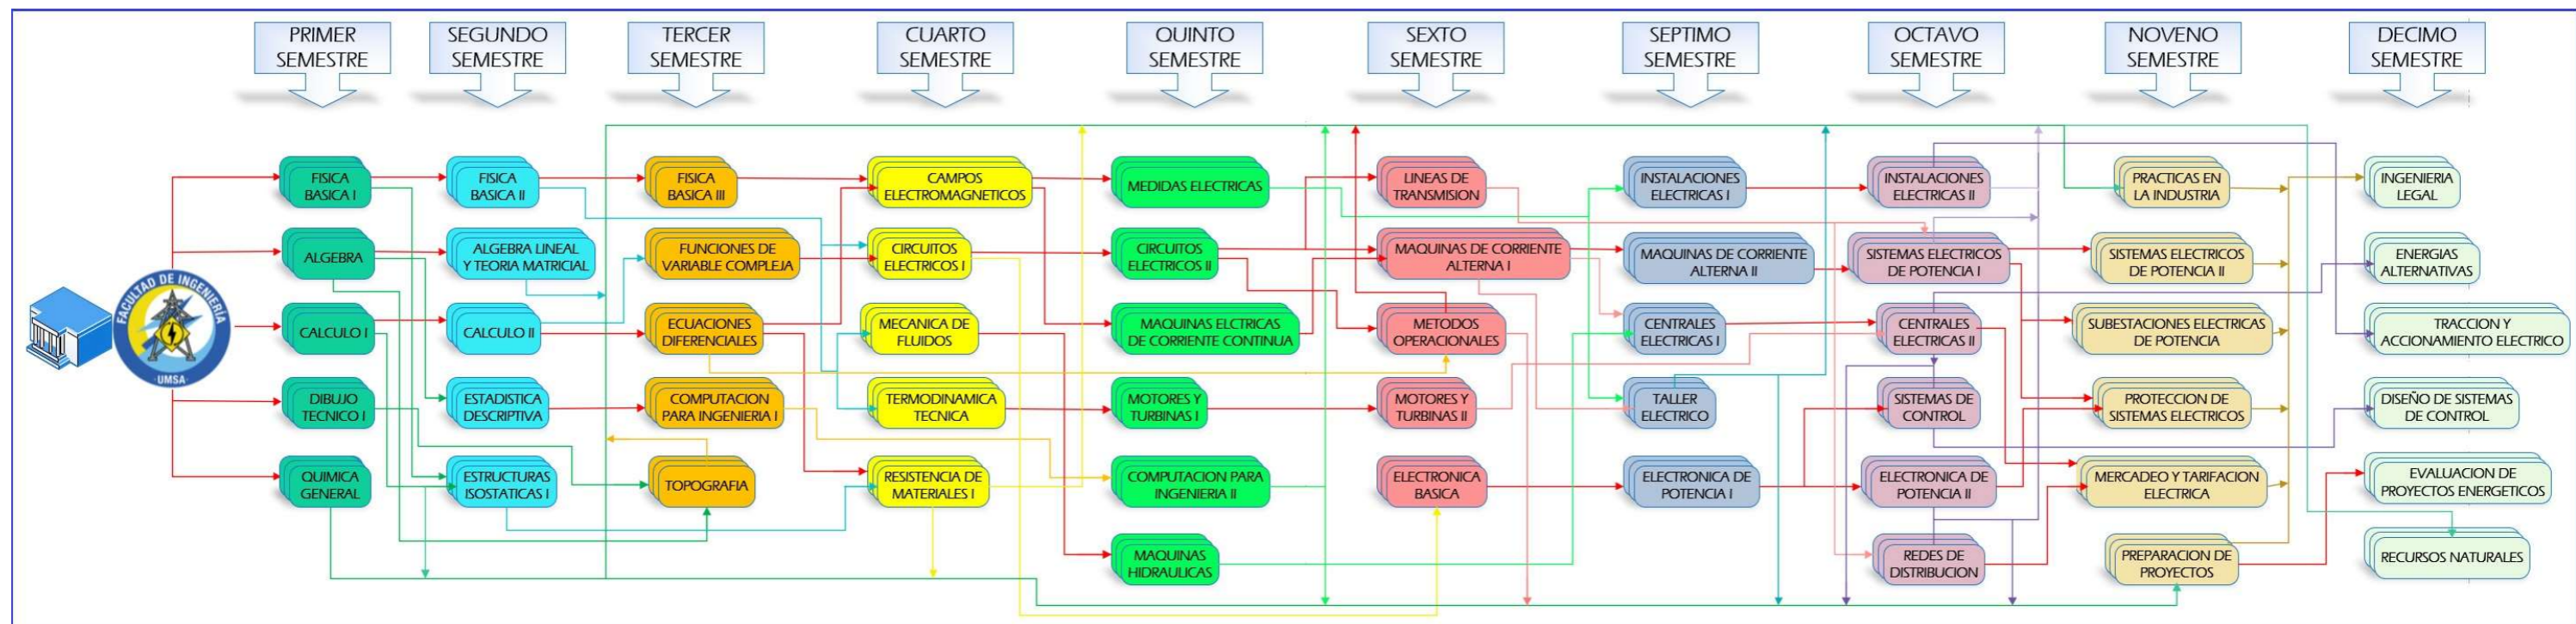 PRIMER
SEMESTRE
SEGUNDO
SEMESTRE
TERCER
SEMESTRE
CUARTO
SEMESTRE
QUINTO
SEMESTRE
SEXTO
SEMESTRE
SEPTIMO
SEMESTRE
OCTAVO
SEMESTRE
NOVENO
SEMESTRE
DECIMO
SEMESTRE
FACULTAD DE INGENIERÍA
UMSA
FISICA
BASICA I
ALGEBRA
CALCULO I
DIBUJO
TECNICO I
QUIMICA
GENERAL
FISICA
BASICA II
ALGEBRA LINEAL
Y TEORIA MATRICIAL
CALCULO II
ESTADISTICA
DESCRIPTIVA
ESTRUCTURAS
ISOSTATICAS I
FISICA
BASICA III
FUNCIONES DE
VARIABLE COMPLEJA
ECUACIONES
DIFERENCIALES
COMPUTACION
PARA INGENIERIA I
TOPOGRAFIA
CAMPOS
ELECTROMAGNETICOS
CIRCUITOS
ELECTRICOS I
MECANICA DE
FLUIDOS
TERMODINAMICA
TECNICA
RESISTENCIA DE
MATERIALES I
MEDIDAS ELECTRICAS
CIRCUITOS
ELECTRICOS II
MAQUINAS ELCTRICAS
DE CORRIENTE CONTINUA
MOTORES Y
TURBINAS I
COMPUTACION PARA
INGENIERIA II
MAQUINAS
HIDRAULICAS
LINEAS DE
TRANSMISION
MAQUINAS DE CORRIENTE
ALTERNA I
METODOS
OPERACIONALES
MOTORES Y
TURBINAS II
ELECTRONICA
BASICA
INSTALACIONES
ELECTRICAS I
MAQUINAS DE CORRIENTE
ALTERNA II
CENTRALES
ELECTRICAS I
TALLER
ELECTRICO
ELECTRONICA DE
POTENCIA I
INSTALACIONES
ELECTRICAS II
SISTEMAS ELECTRICOS
DE POTENCIA I
CENTRALES
ELECTRICAS II
SISTEMAS DE
CONTROL
ELECTRONICA DE
POTENCIA II
REDES DE
DISTRIBUCION
PRACTICAS EN
LA INDUSTRIA
SISTEMAS ELECTRICOS
DE POTENCIA II
SUBESTACIONES ELECTRICAS
DE POTENCIA
PROTECCION DE
SISTEMAS ELECTRICOS
MERCADEO Y TARIFACION
ELECTRICA
PREPARACION DE
PROYECTOS
INGENIERIA
LEGAL
ENERGIAS
ALTERNATIVAS
TRACCION Y
ACCIONAMIENTO ELECTRICO
DISEÑO DE SISTEMAS
DE CONTROL
EVALUACION DE
PROYECTOS ENERGETICOS
RECURSOS NATURALES